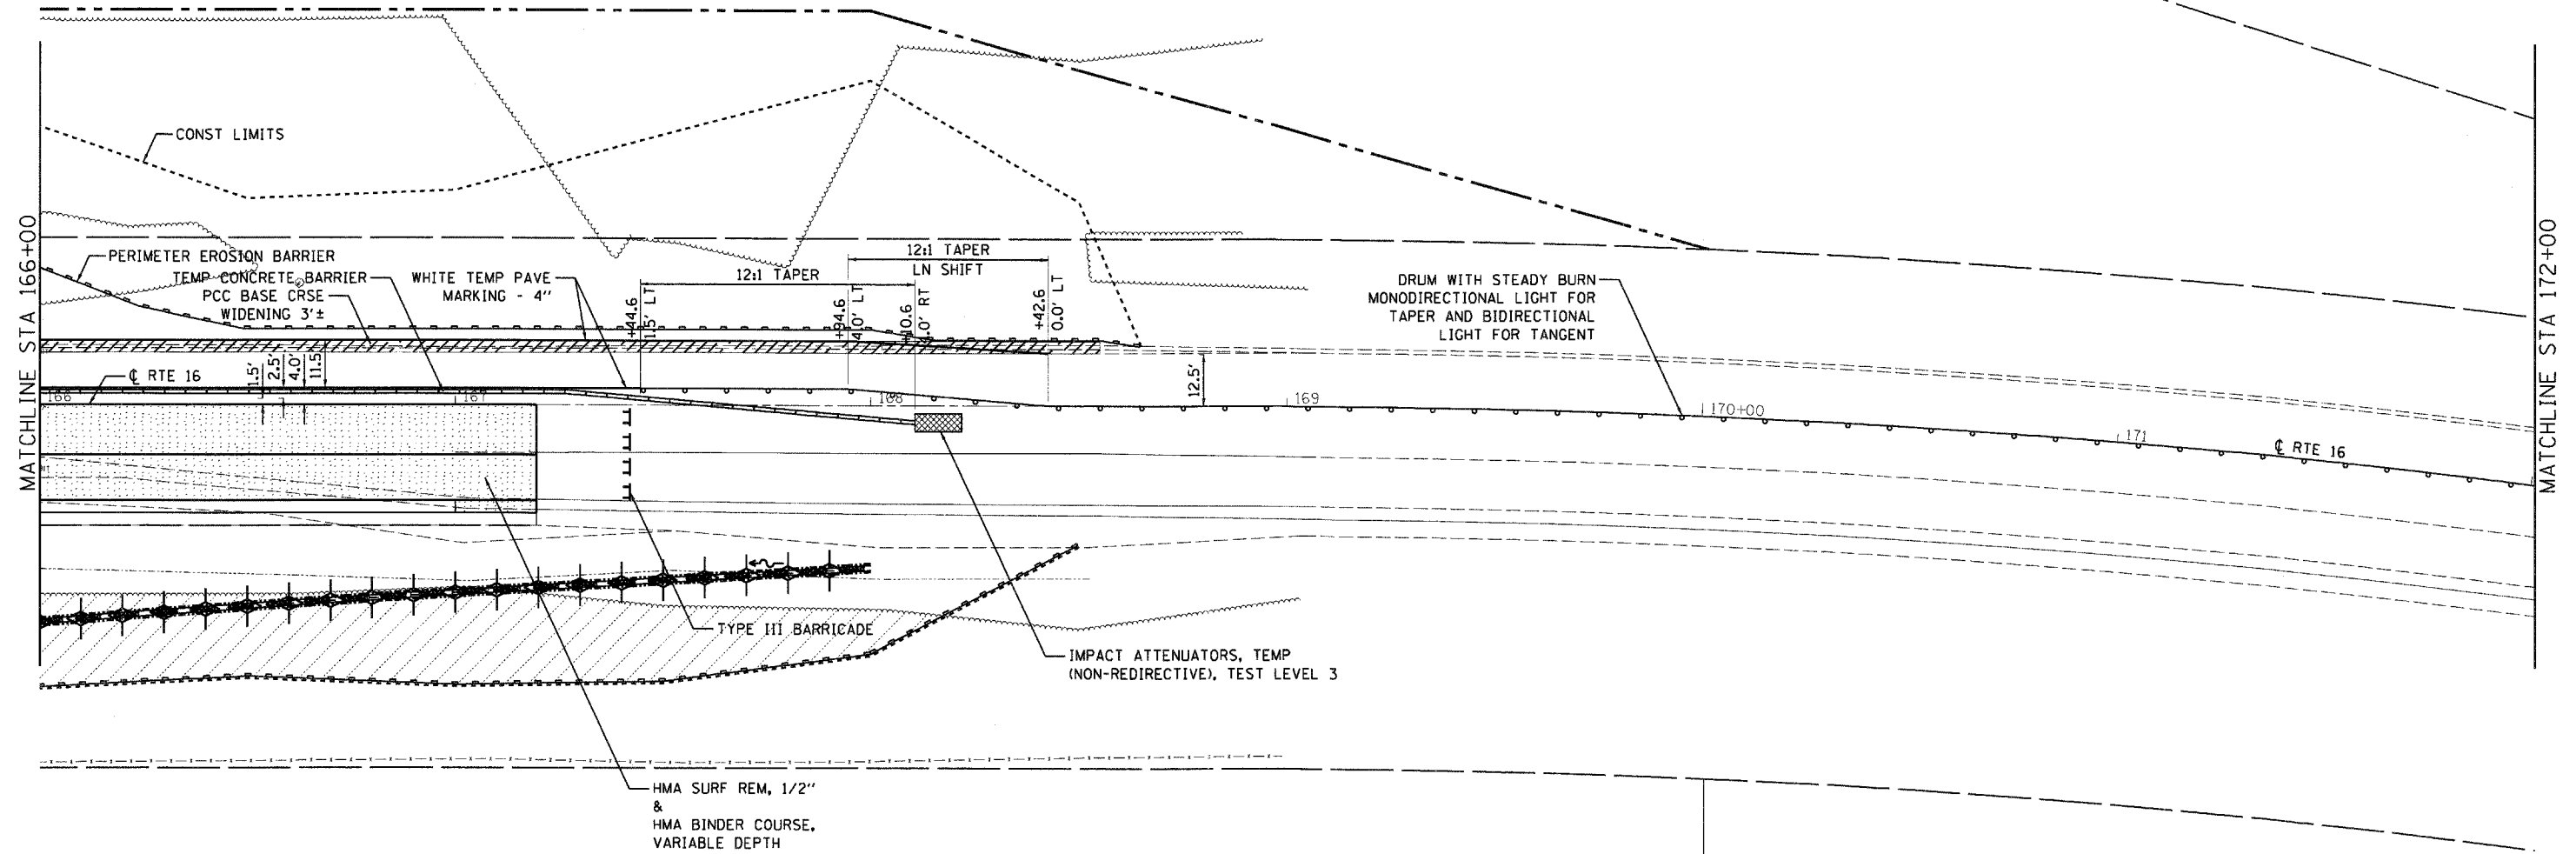 MATCHLINE STA 166+00
CONST LIMITS
PERIMETER EROSION BARRIER
TEMP CONCRETE BARRIER
PCC BASE CRSE
WIDENING 3'±
WHITE TEMP PAVE
MARKING - 4"
12:1 TAPER
12:1 TAPER
LN SHIFT
+44.6
1.5' LT
+94.6
4.0' LT
+10.6
.0' RT
+42.6
0.0' LT
DRUM WITH STEADY BURN
MONODIRECTIONAL LIGHT FOR
TAPER AND BIDIRECTIONAL
LIGHT FOR TANGENT
℄ RTE 16
1.5'
2.5'
4.0'
11.5'
12.5'
166
167
168
169
170+00
171
℄ RTE 16
TYPE III BARRICADE
IMPACT ATTENUATORS, TEMP
(NON-REDIRECTIVE), TEST LEVEL 3
HMA SURF REM, 1/2"
&
HMA BINDER COURSE,
VARIABLE DEPTH
MATCHLINE STA 172+00